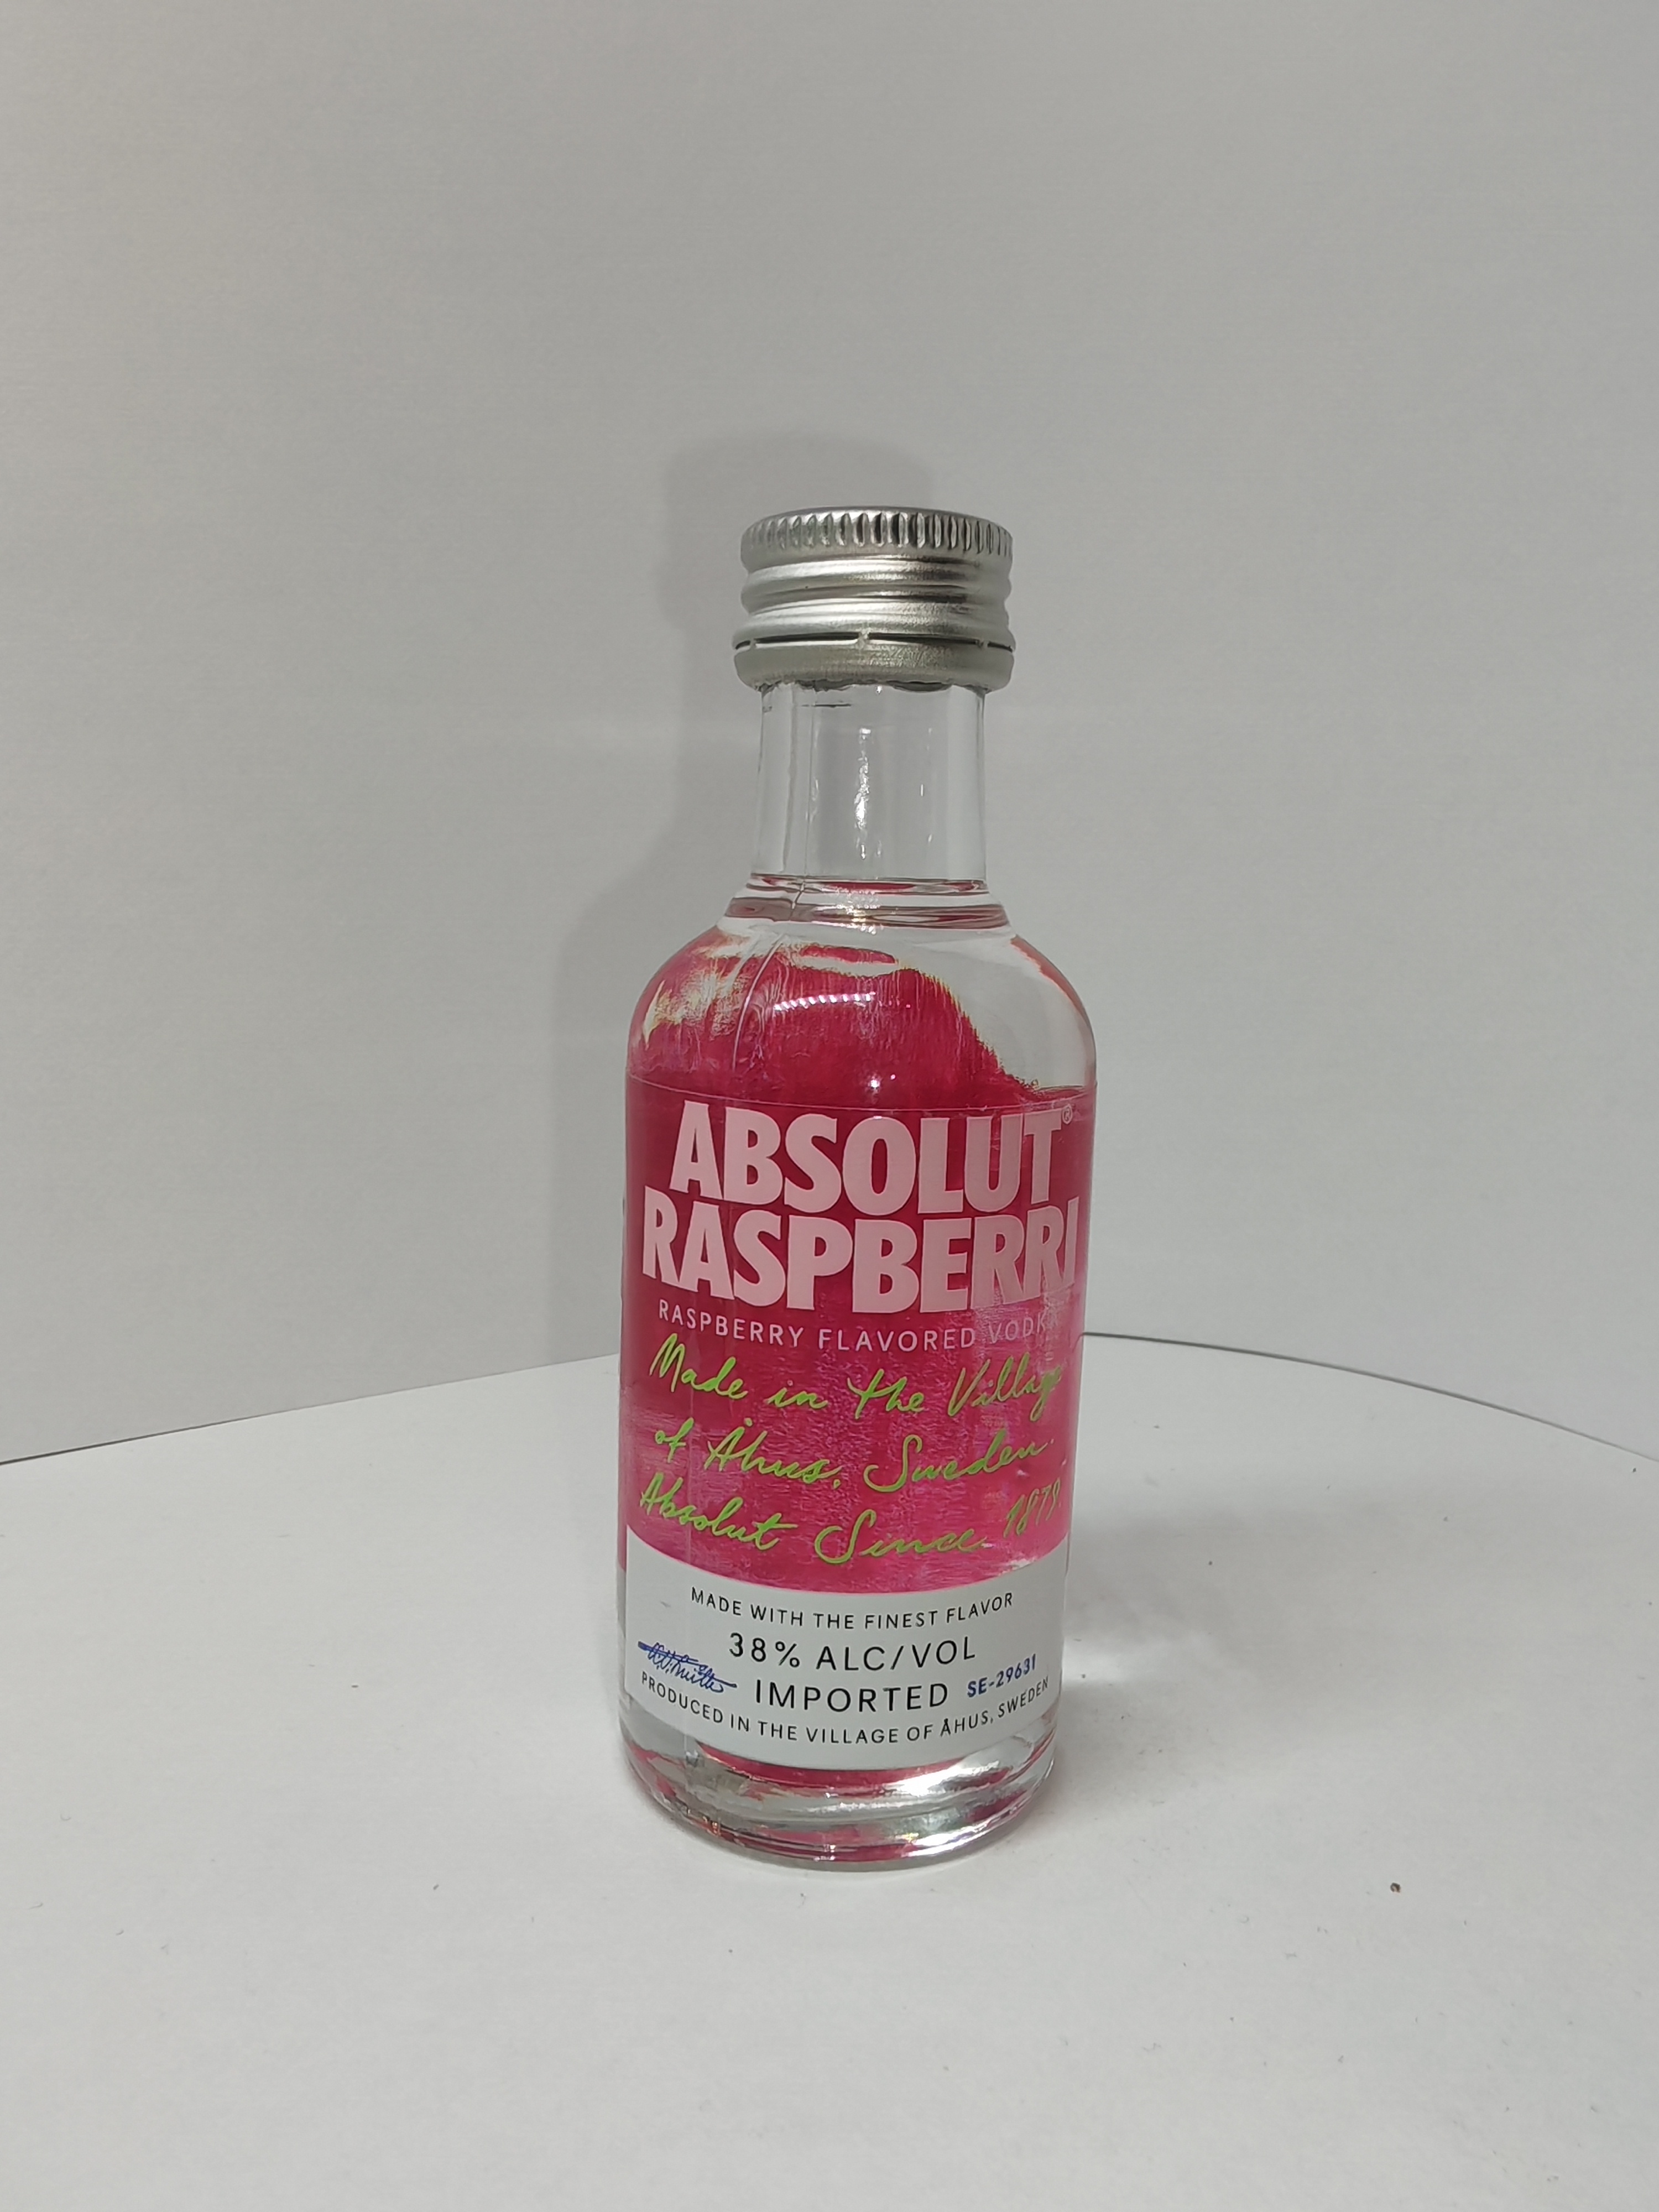 ABSOLUT®
RASPBERRI
RASPBERRY FLAVORED VODKA
Made in the Village
of Åhus, Sweden.
Absolut Since 1879.
MADE WITH THE FINEST FLAVOR
38% ALC/VOL
IMPORTED SE-29631
PRODUCED IN THE VILLAGE OF ÅHUS, SWEDEN